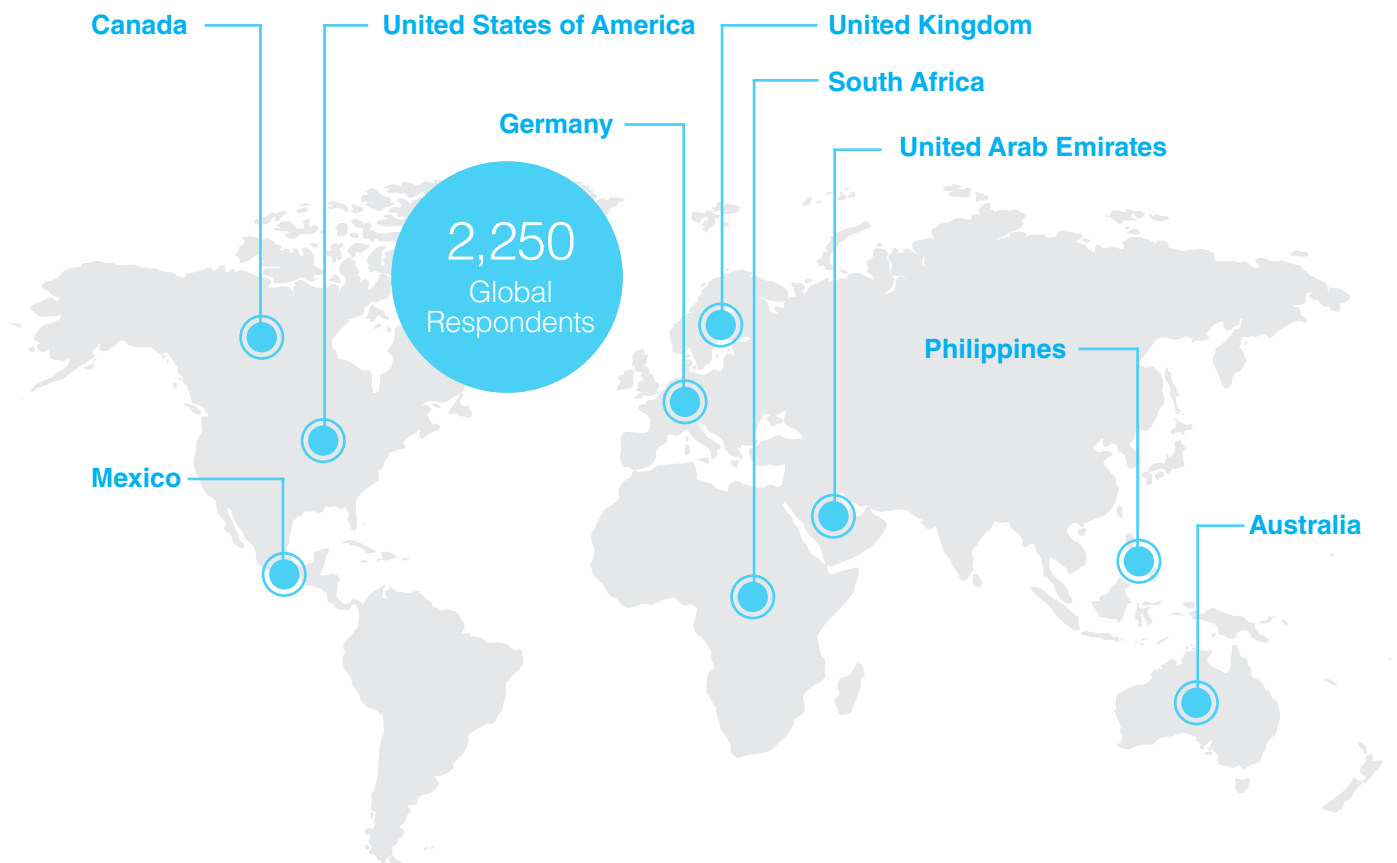 Canada
United States of America
United Kingdom
South Africa
Germany
United Arab Emirates
2,250
Global
Respondents
Philippines
Mexico
Australia